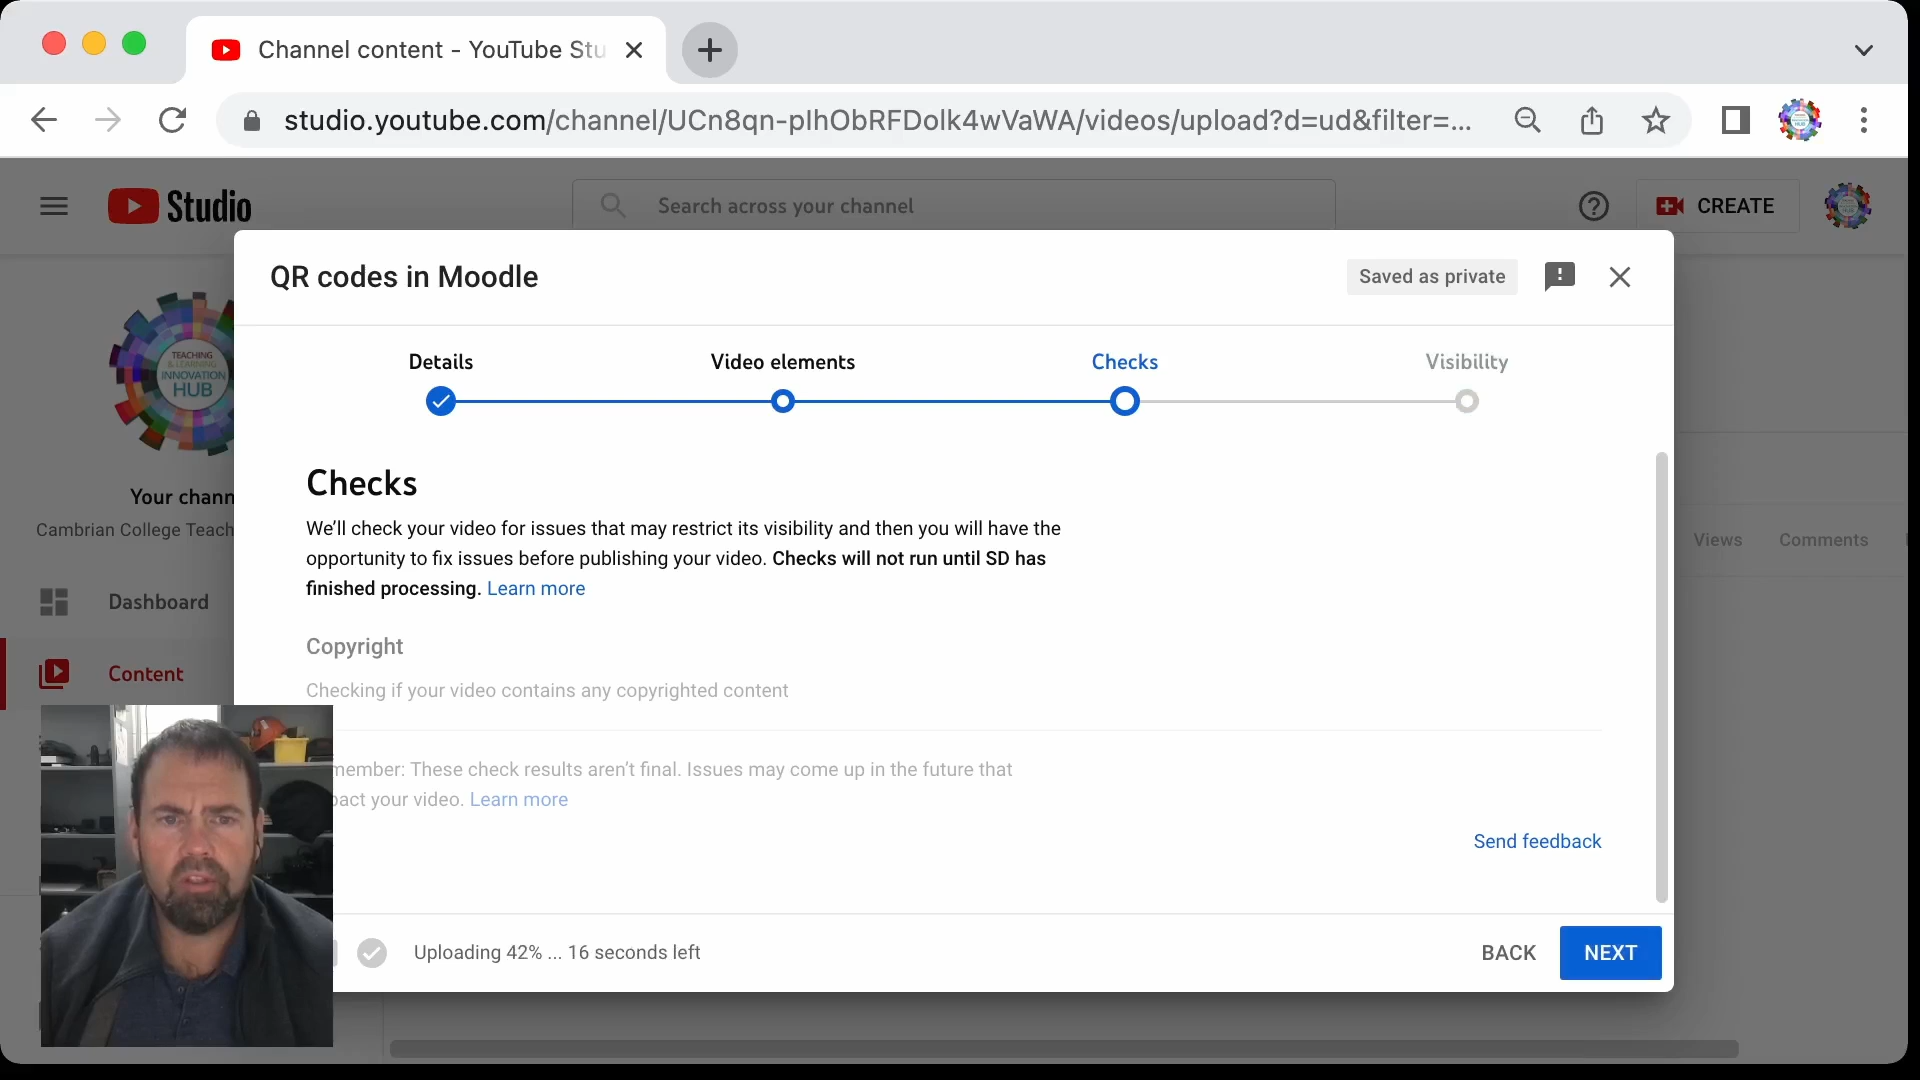 Channel content - YouTube Stu
studio.youtube.com/channel/UCn8qn-pIhObRFDolk4wVaWA/videos/upload?d=ud&filter=...
Studio
Search across your channel
CREATE
QR codes in Moodle
Saved as private
Details
Video elements
Checks
Visibility
TEACHING
& LEARNING
INNOVATION
HUB
Your chann
Cambrian College Teach
Dashboard
Content
Views
Comments
Checks
We'll check your video for issues that may restrict its visibility and then you will have the
opportunity to fix issues before publishing your video. Checks will not run until SD has
finished processing. Learn more
Copyright
Checking if your video contains any copyrighted content
member: These check results aren't final. Issues may come up in the future that
pact your video. Learn more
Send feedback
Uploading 42% ... 16 seconds left
BACK
NEXT